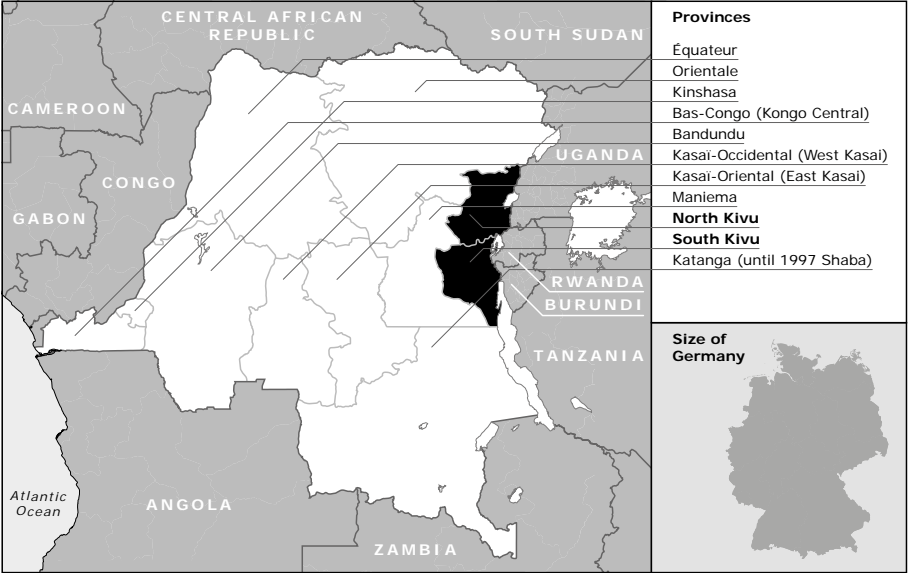 CENTRAL AFRICAN
REPUBLIC
SOUTH SUDAN
CAMEROON
CONGO
GABON
UGANDA
RWANDA
BURUNDI
TANZANIA
Atlantic
Ocean
ANGOLA
ZAMBIA
Provinces
Équateur
Orientale
Kinshasa
Bas-Congo (Kongo Central)
Bandundu
Kasaï-Occidental (West Kasai)
Kasaï-Oriental (East Kasai)
Maniema
North Kivu
South Kivu
Katanga (until 1997 Shaba)
Size of
Germany